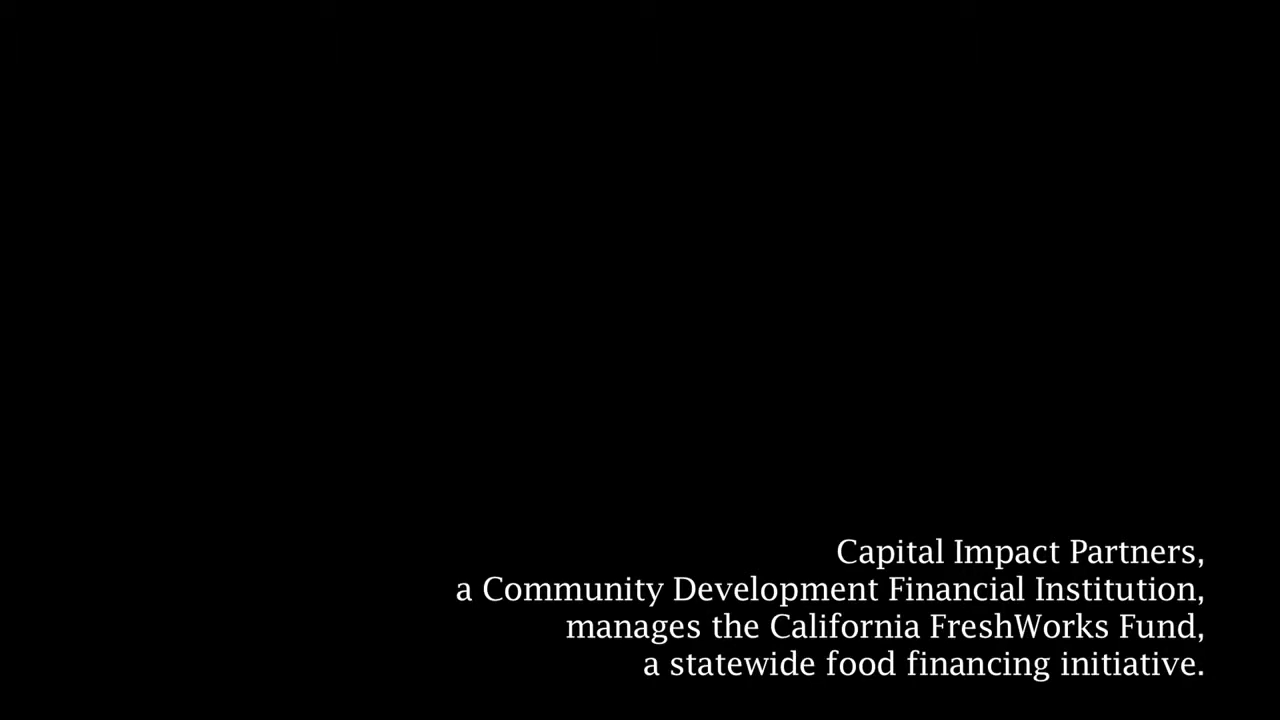 Capital Impact Partners,
a Community Development Financial Institution,
manages the California FreshWorks Fund,
a statewide food financing initiative.